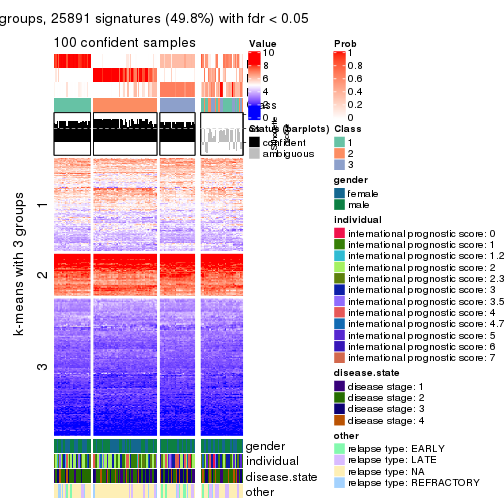 groups, 25891 signatures (49.8%) with fdr < 0.05
100 confident samples
k-means with 3 groups
1
2
3
gender
individual
disease.state
other
Value
10
8
6
4
2
0
Status (barplots)
confident
ambiguous
Prob
1
0.8
0.6
0.4
0.2
0
Class
1
2
3
gender
female
male
individual
international prognostic score: 0
international prognostic score: 1
international prognostic score: 1.2
international prognostic score: 2
international prognostic score: 2.3
international prognostic score: 3
international prognostic score: 3.5
international prognostic score: 4
international prognostic score: 4.7
international prognostic score: 5
international prognostic score: 6
international prognostic score: 7
disease.state
disease stage: 1
disease stage: 2
disease stage: 3
disease stage: 4
other
relapse type: EARLY
relapse type: LATE
relapse type: NA
relapse type: REFRACTORY